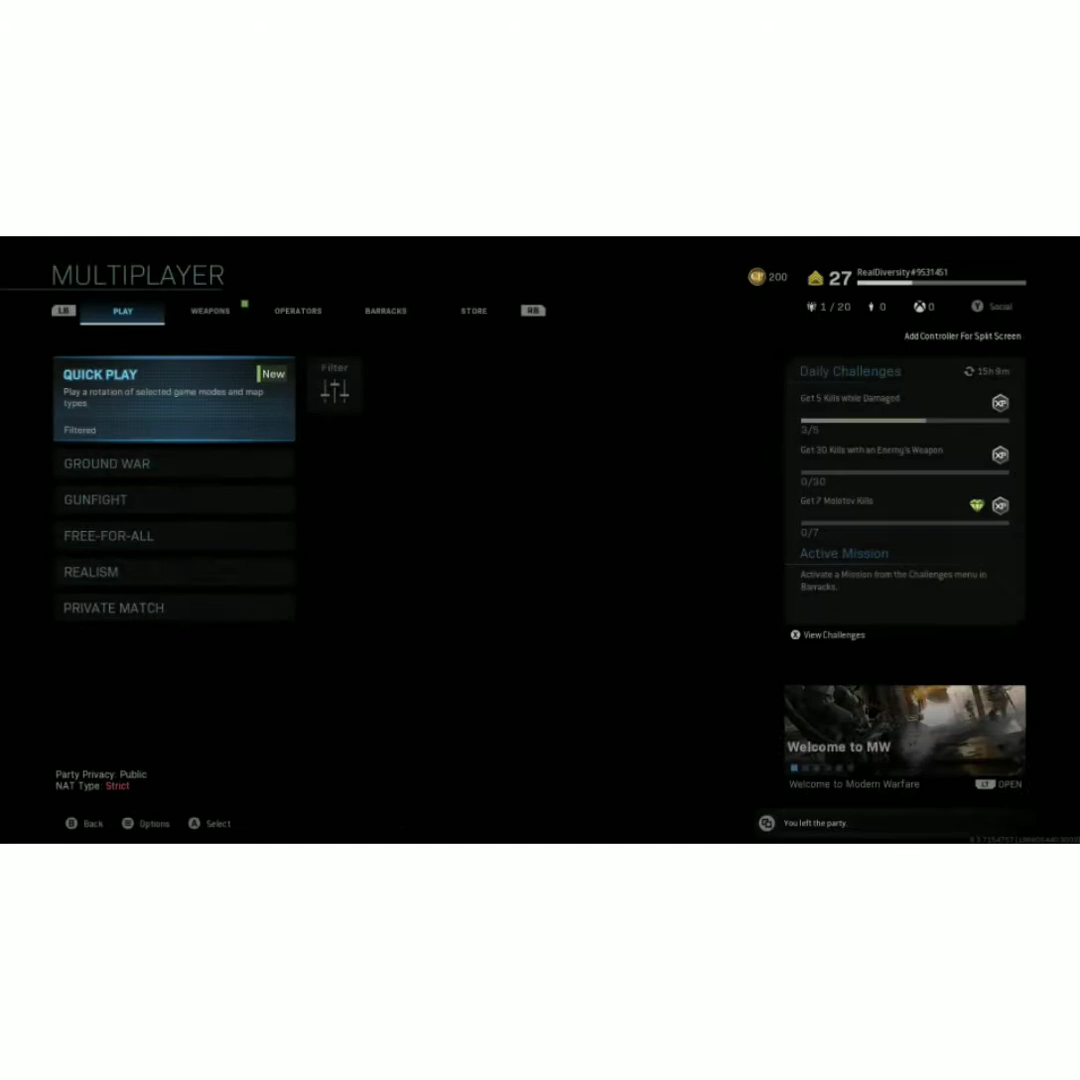 MULTIPLAYER
CP 200
27
RealDiversity#9531451
LB
PLAY
WEAPONS
OPERATORS
BARRACKS
STORE
RB
1 / 20
0
0
Y Social
Add Controller For Split Screen
QUICK PLAY
New
Play a rotation of selected game modes and map
types.
Filtered
Filter
GROUND WAR
GUNFIGHT
FREE-FOR-ALL
REALISM
PRIVATE MATCH
Daily Challenges
15h 9m
Get 5 Kills while Damaged
XP
3/5
Get 30 Kills with an Enemy's Weapon
XP
0/30
Get 7 Molotov Kills
XP
0/7
Active Mission
Activate a Mission from the Challenges menu in
Barracks.
X View Challenges
Welcome to MW
Welcome to Modern Warfare
LT OPEN
Party Privacy: Public
NAT Type: Strict
B Back
Options
A Select
You left the party.